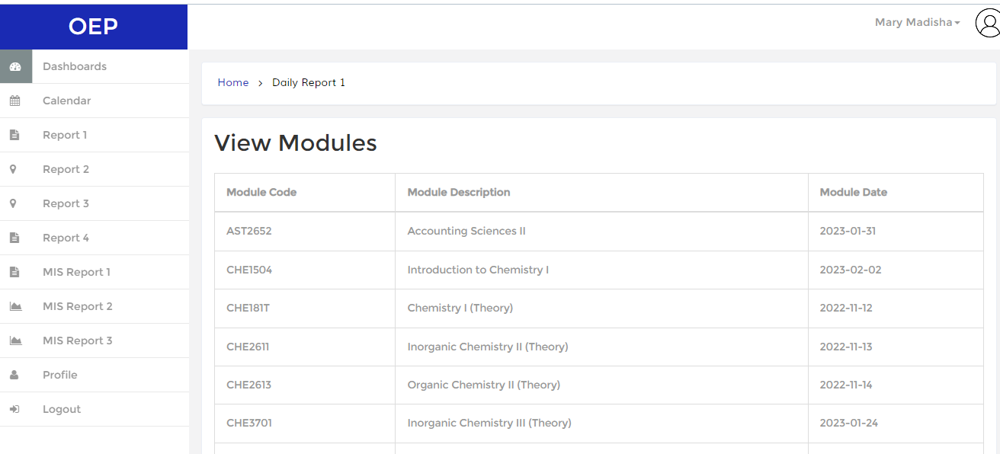 OEP
Mary Madisha
Dashboards
Calendar
Report 1
Report 2
Report 3
Report 4
MIS Report 1
MIS Report 2
MIS Report 3
Profile
Logout
Home > Daily Report 1
View Modules
Module Code Module Description Module Date
AST2652 Accounting Sciences II 2023-01-31
CHE1504 Introduction to Chemistry I 2023-02-02
CHE181T Chemistry I (Theory) 2022-11-12
CHE2611 Inorganic Chemistry II (Theory) 2022-11-13
CHE2613 Organic Chemistry II (Theory) 2022-11-14
CHE3701 Inorganic Chemistry III (Theory) 2023-01-24